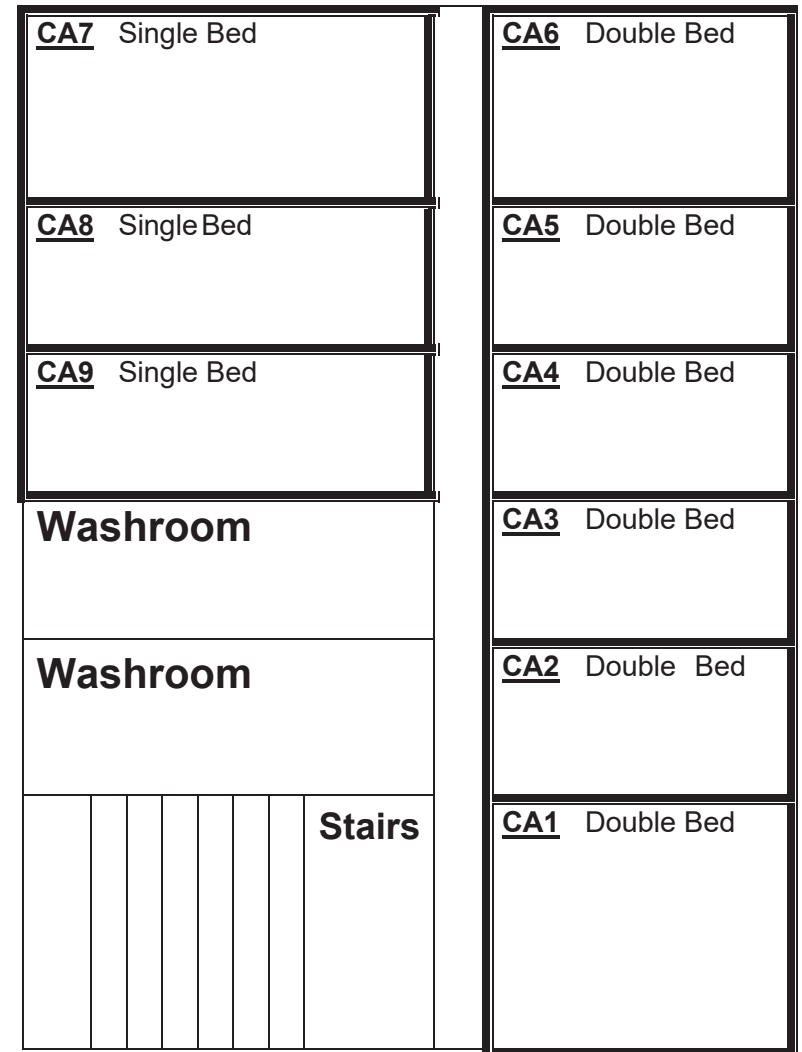 CA7 Single Bed
CA6 Double Bed
CA8 Single Bed
CA5 Double Bed
CA9 Single Bed
CA4 Double Bed
Washroom
CA3 Double Bed
Washroom
CA2 Double Bed
Stairs
CA1 Double Bed